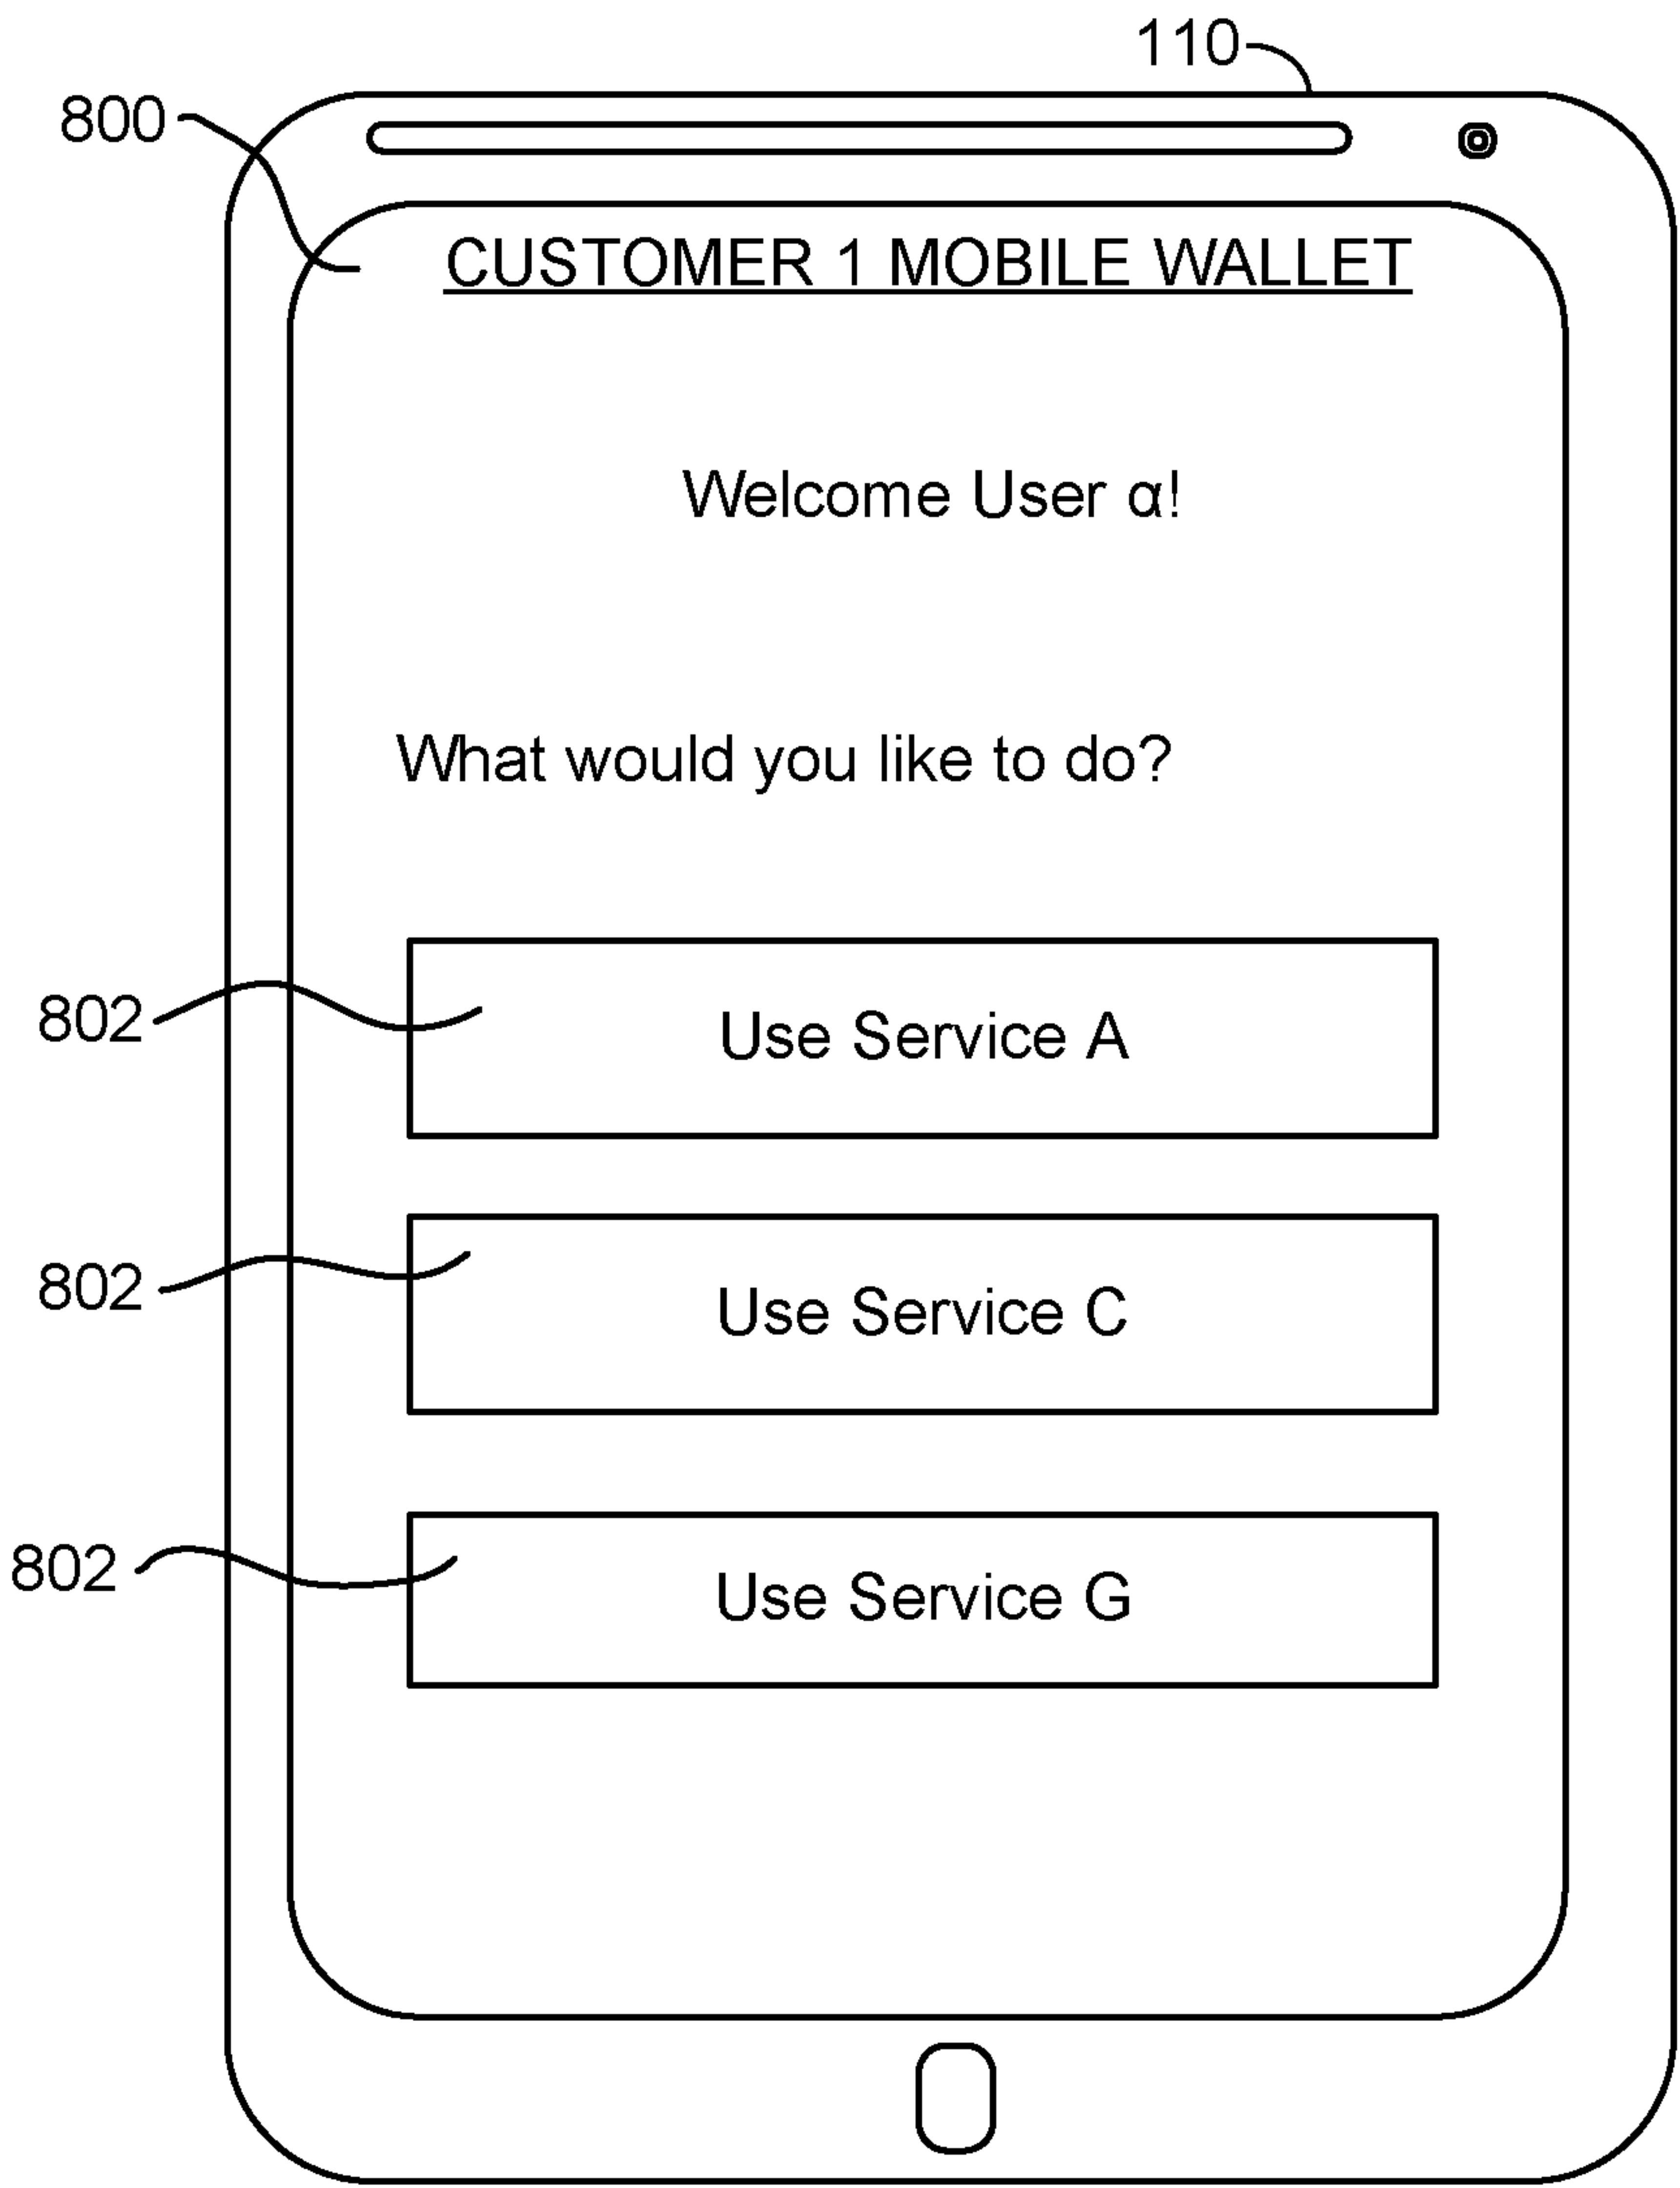 110
800
CUSTOMER 1 MOBILE WALLET
Welcome User α!
What would you like to do?
802
Use Service A
802
Use Service C
802
Use Service G